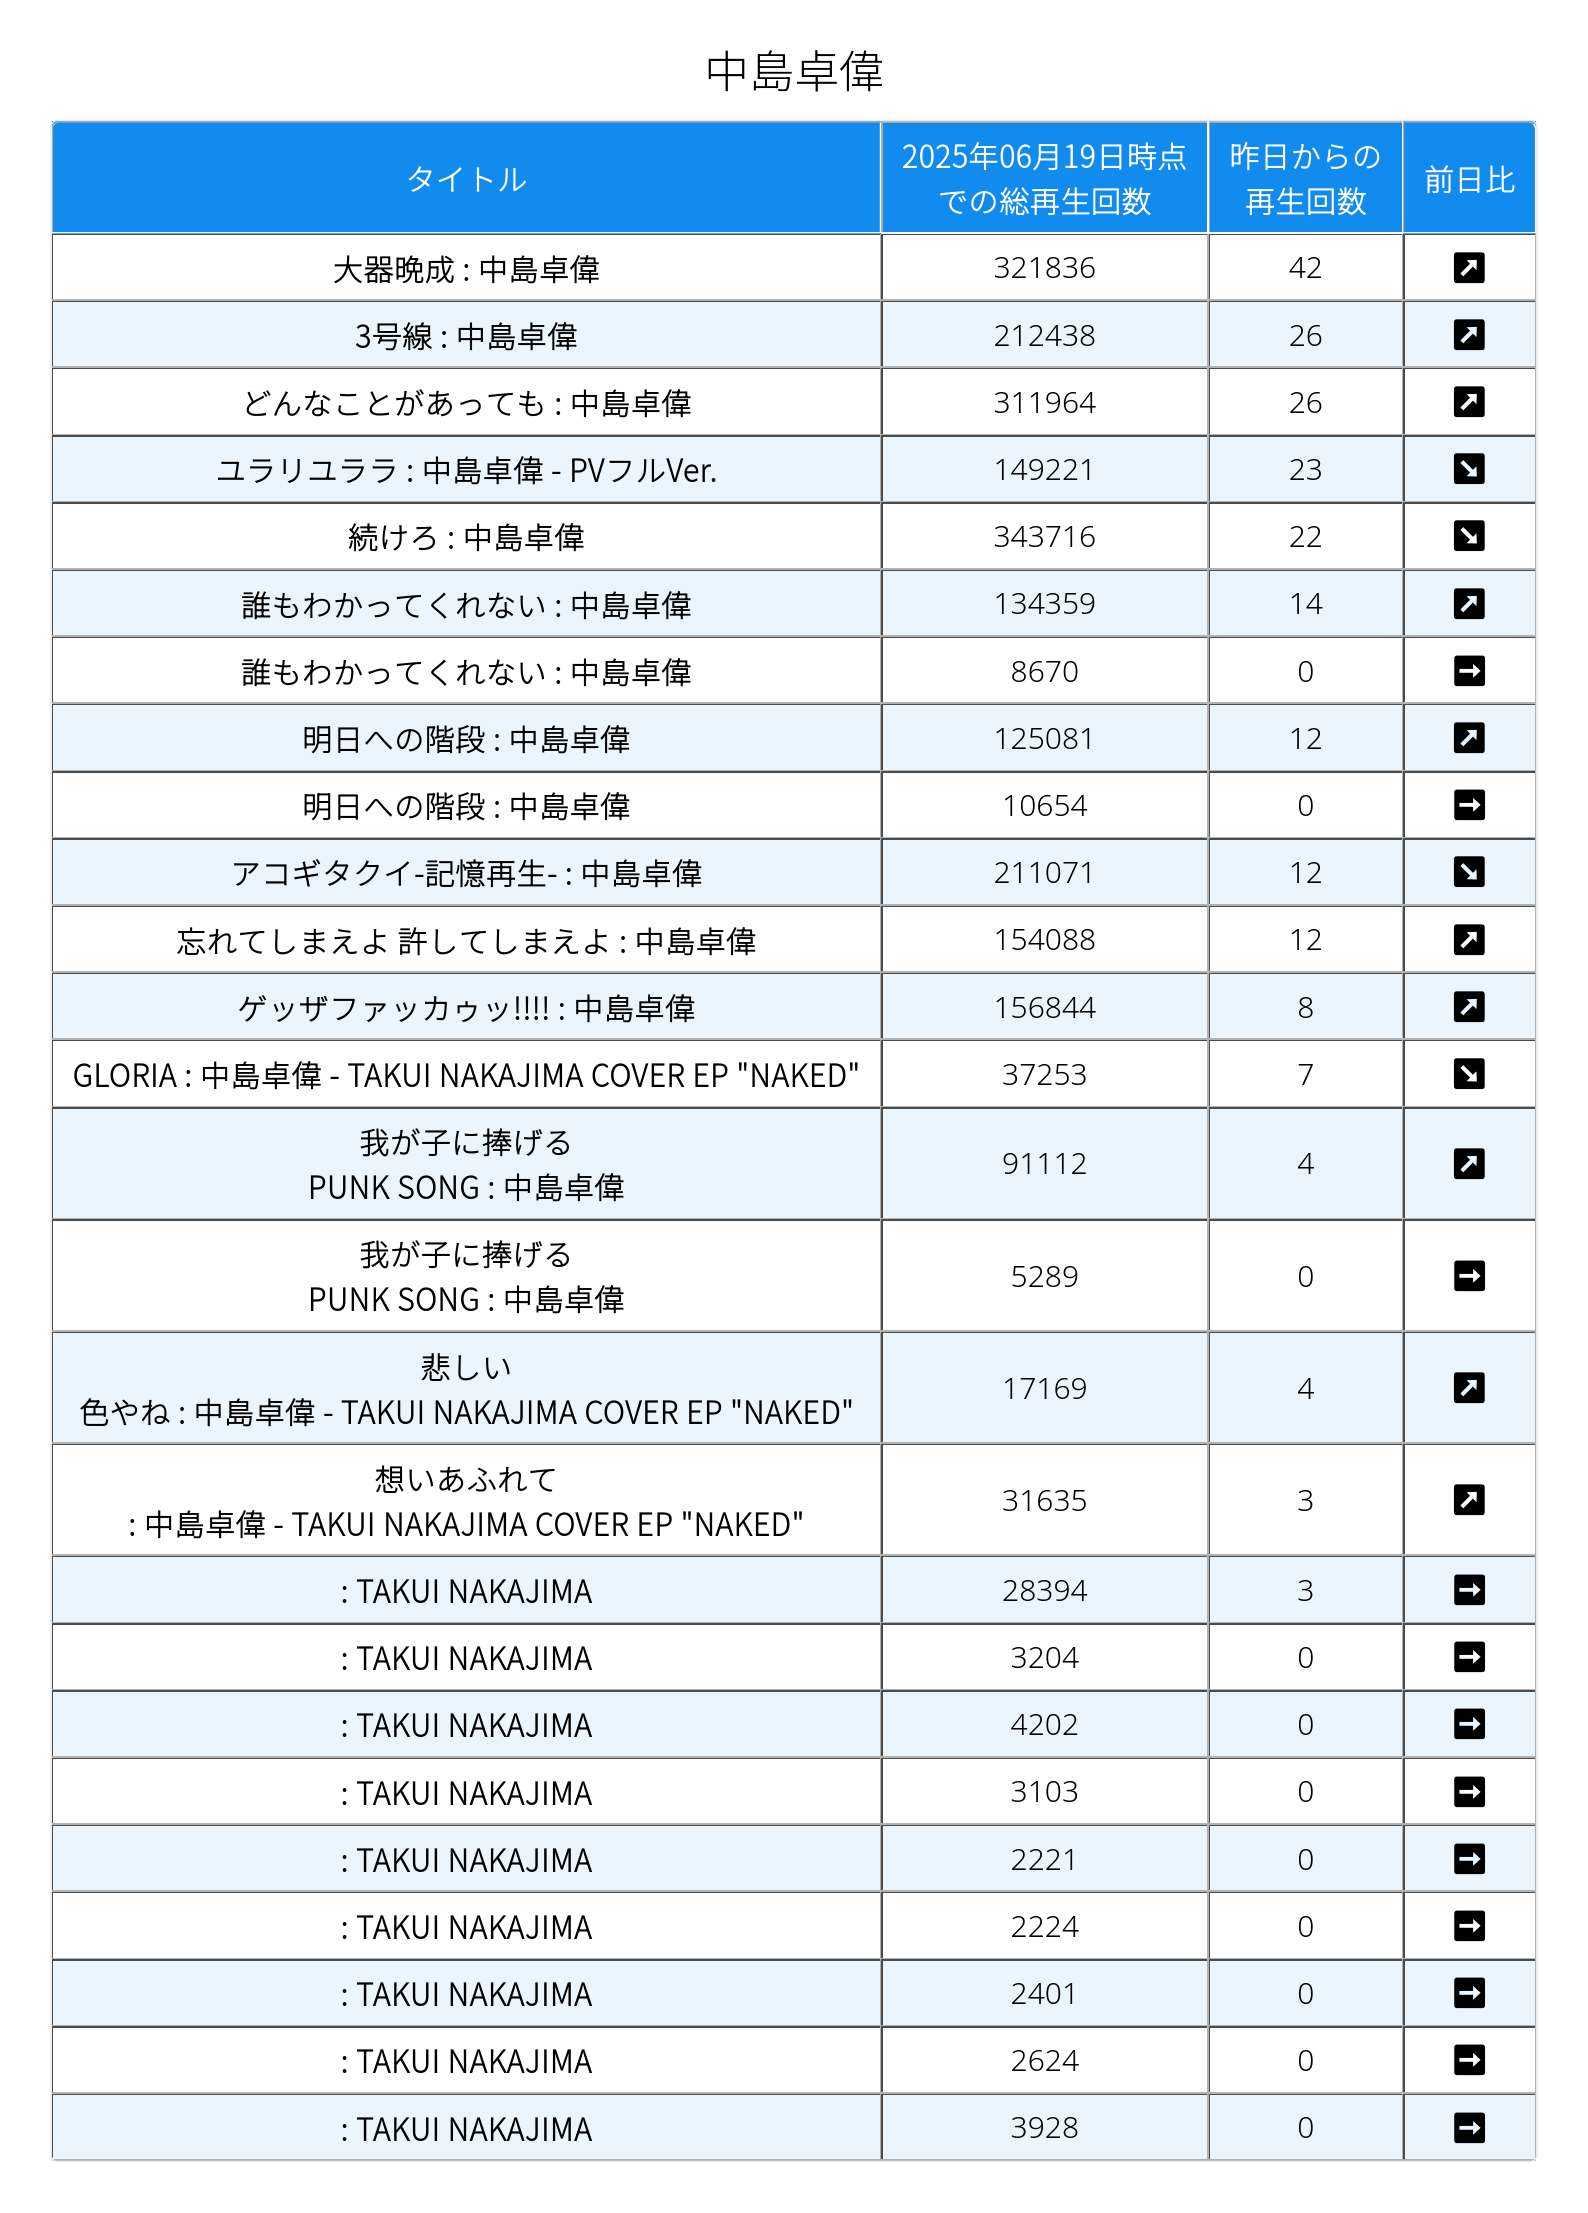 中島卓偉
タイトル 2025年06月19日時点 昨日からの 前日比
での総再生回数 再生回数
大器晩成 : 中島卓偉 321836 42
3号線 : 中島卓偉 212438 26
どんなことがあっても : 中島卓偉 311964 26
ユラリユララ : 中島卓偉 - PVフルVer. 149221 23
続けろ : 中島卓偉 343716 22
誰もわかってくれない : 中島卓偉 134359 14
誰もわかってくれない : 中島卓偉 8670 0
明日への階段 : 中島卓偉 125081 12
明日への階段 : 中島卓偉 10654 0
アコギタクイ-記憶再生- : 中島卓偉 211071 12
忘れてしまえよ 許してしまえよ : 中島卓偉 154088 12
ゲッザファッカゥッ!!!! : 中島卓偉 156844 8
GLORIA : 中島卓偉 - TAKUI NAKAJIMA COVER EP "NAKED" 37253 7
我が子に捧げる
PUNK SONG : 中島卓偉 91112 4
我が子に捧げる
PUNK SONG : 中島卓偉 5289 0
悲しい
色やね : 中島卓偉 - TAKUI NAKAJIMA COVER EP "NAKED" 17169 4
想いあふれて
: 中島卓偉 - TAKUI NAKAJIMA COVER EP "NAKED" 31635 3
: TAKUI NAKAJIMA 28394 3
: TAKUI NAKAJIMA 3204 0
: TAKUI NAKAJIMA 4202 0
: TAKUI NAKAJIMA 3103 0
: TAKUI NAKAJIMA 2221 0
: TAKUI NAKAJIMA 2224 0
: TAKUI NAKAJIMA 2401 0
: TAKUI NAKAJIMA 2624 0
: TAKUI NAKAJIMA 3928 0